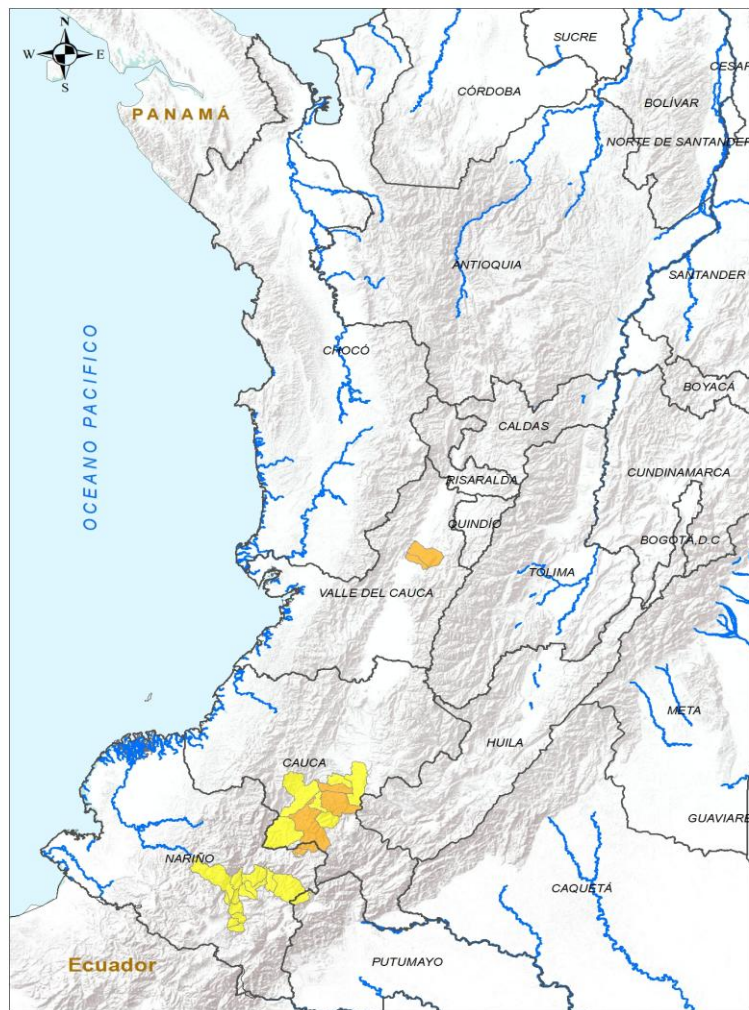 N
W E
S
SUCRE
CESAR
CÓRDOBA
BOLÍVAR
PANAMÁ
NORTE DE SANTANDER
ANTIOQUIA
SANTANDER
OCEANO PACIFICO
CHOCÓ
BOYACÁ
CALDAS
CUNDINAMARCA
RISARALDA
QUINDÍO
BOGOTÁ, D.C
TOLIMA
VALLE DEL CAUCA
META
HUILA
CAUCA
GUAVIARE
NARIÑO
CAQUETÁ
PUTUMAYO
Ecuador